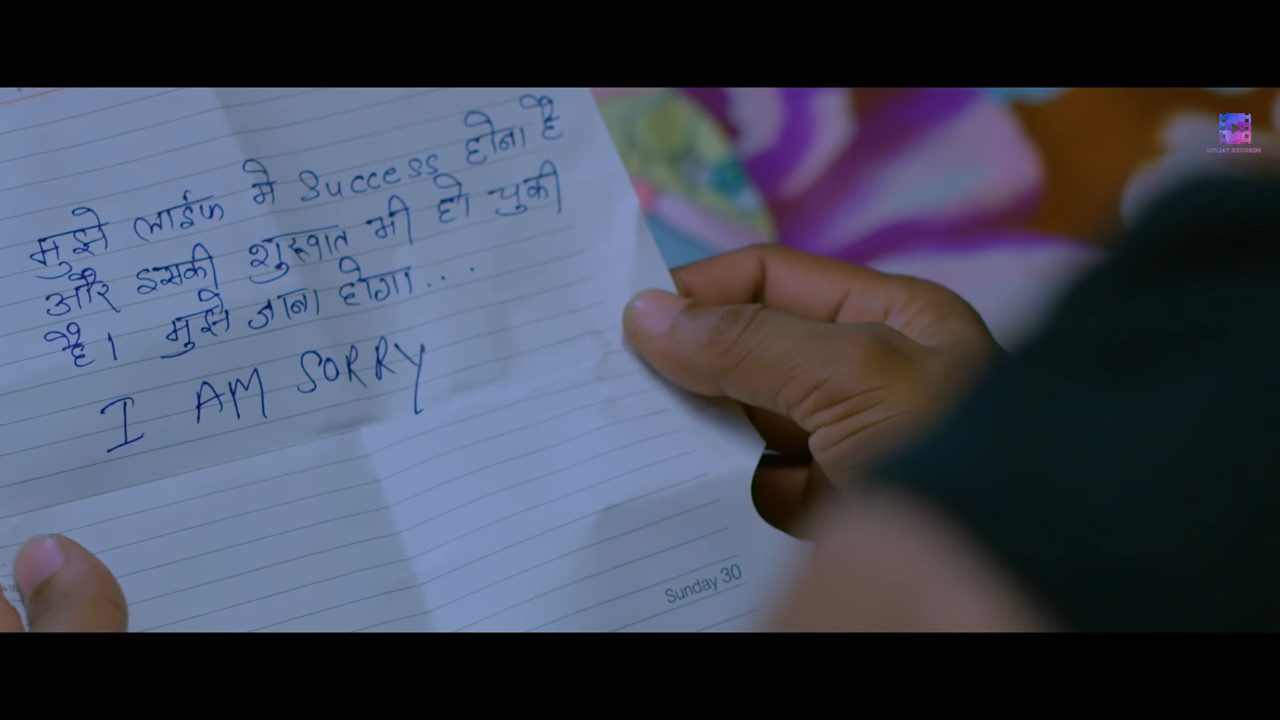 मुझे लाईफ मे Success होना है
और इसकी शुरूवात भी हो चुकी
है। मुझे जाना होगा...
I AM SORRY
Sunday 30